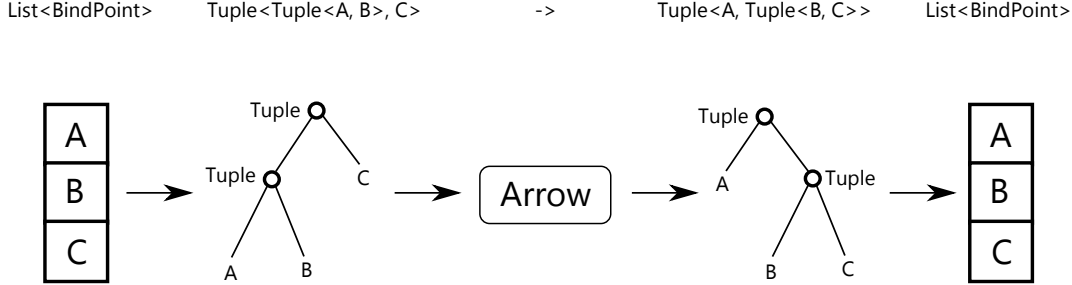 List<BindPoint> Tuple<Tuple<A, B>, C> -> Tuple<A, Tuple<B, C>> List<BindPoint>
A
B
C
Tuple
Tuple
C
A
B
Arrow
Tuple
A
Tuple
B
C
A
B
C